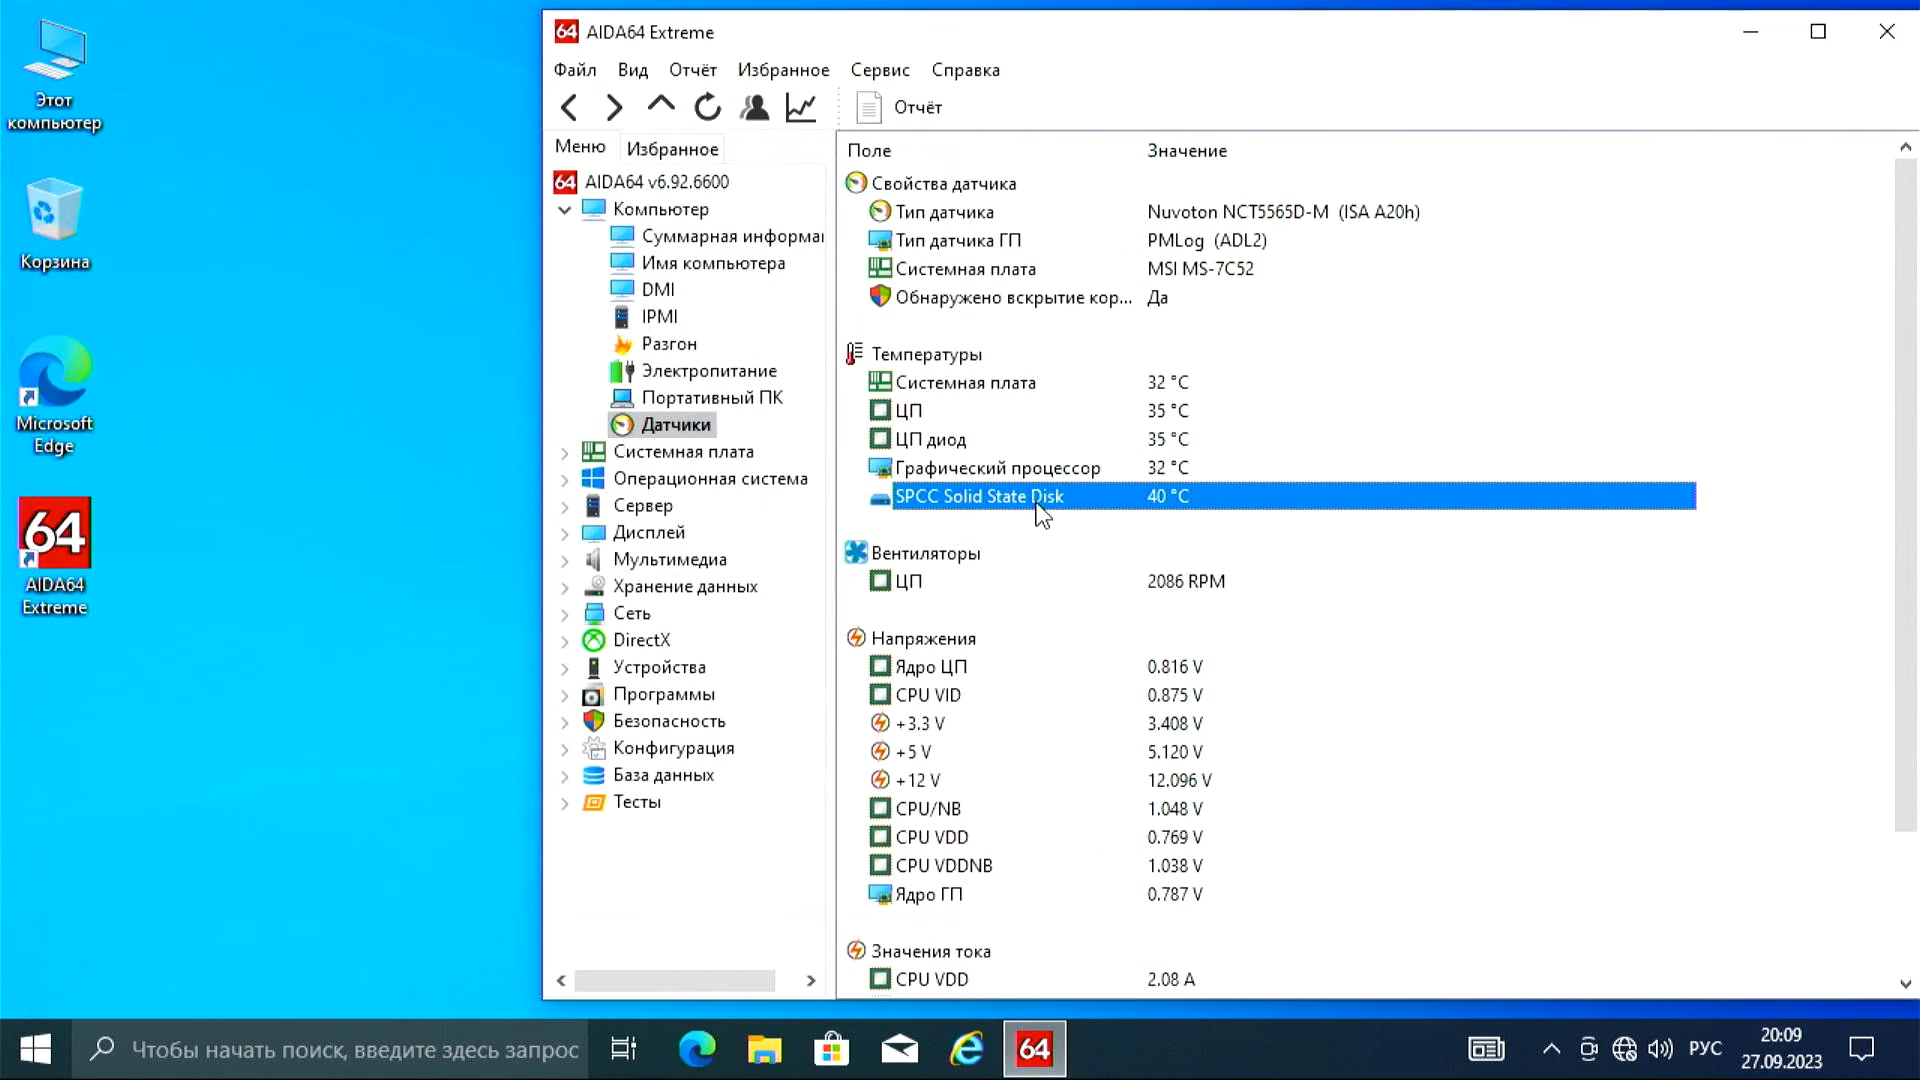 Этот
компьютер
Корзина
Microsoft
Edge
64
AIDA64
Extreme
64 AIDA64 Extreme
Файл Вид Отчёт Избранное Сервис Справка
Отчёт
Меню Избранное
64 AIDA64 v6.92.6600
Компьютер
Суммарная информа
Имя компьютера
DMI
IPMI
Разгон
Электропитание
Портативный ПК
Датчики
Системная плата
Операционная система
Сервер
Дисплей
Мультимедиа
Хранение данных
Сеть
DirectX
Устройства
Программы
Безопасность
Конфигурация
База данных
Тесты
Поле Значение
Свойства датчика
Тип датчика Nuvoton NCT5565D-M (ISA A20h)
Тип датчика ГП PMLog (ADL2)
Системная плата MSI MS-7C52
Обнаружено вскрытие кор... Да
Температуры
Системная плата 32 °C
ЦП 35 °C
ЦП диод 35 °C
Графический процессор 32 °C
SPCC Solid State Disk 40 °C
Вентиляторы
ЦП 2086 RPM
Напряжения
Ядро ЦП 0.816 V
CPU VID 0.875 V
+3.3 V 3.408 V
+5 V 5.120 V
+12 V 12.096 V
CPU/NB 1.048 V
CPU VDD 0.769 V
CPU VDDNB 1.038 V
Ядро ГП 0.787 V
Значения тока
CPU VDD 2.08 A
Чтобы начать поиск, введите здесь запрос
64
РУС
20:09
27.09.2023